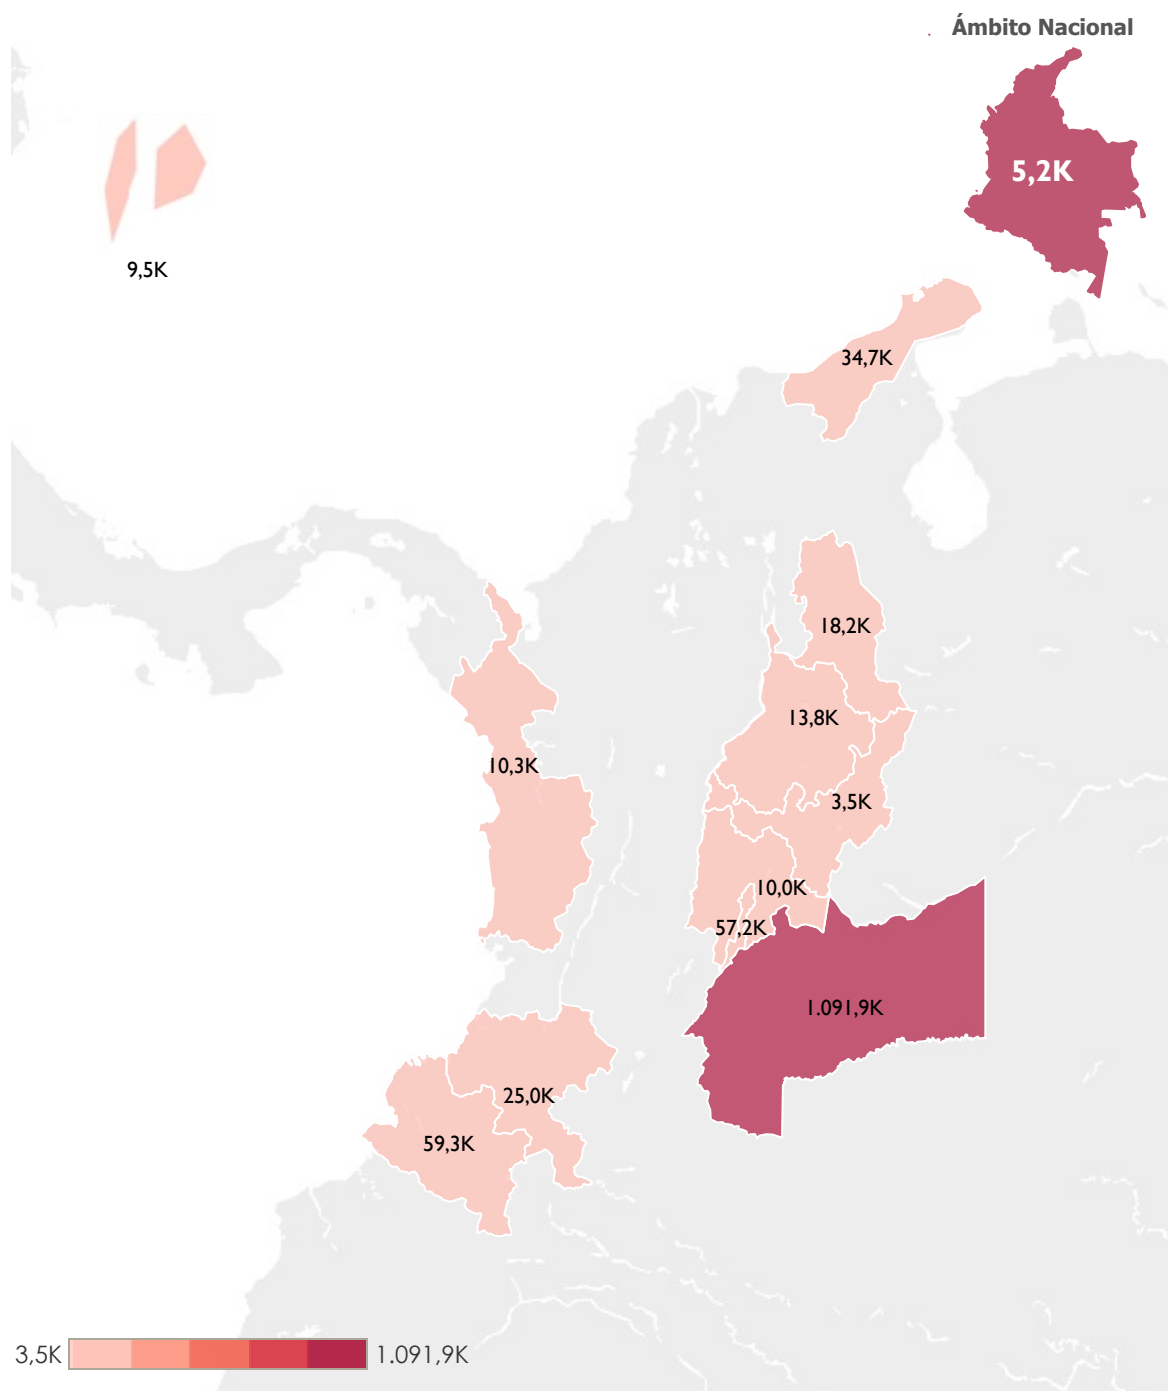 Ámbito Nacional
5,2K
9,5K
34,7K
18,2K
13,8K
10,3K
3,5K
10,0K
57,2K
1.091,9K
25,0K
59,3K
3,5K 1.091,9K